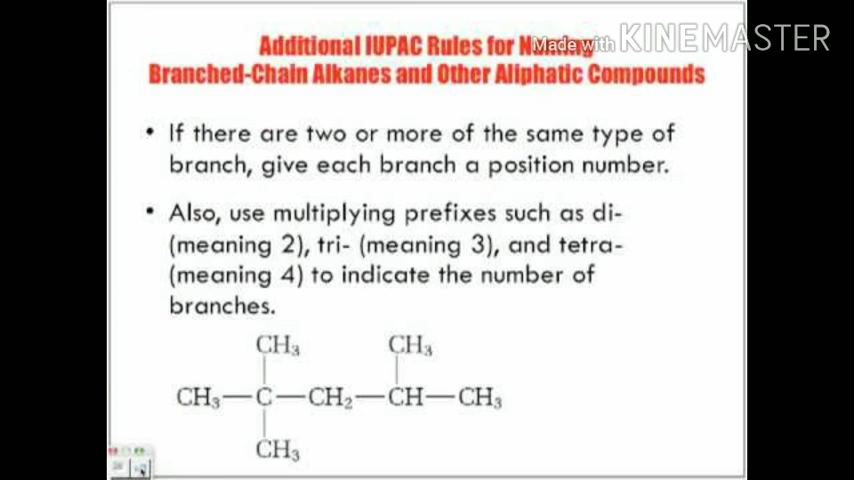 Additional IUPAC Rules for
Made with KINEMASTER
Branched-Chain Alkanes and Other Aliphatic Compounds
• If there are two or more of the same type of
branch, give each branch a position number.
• Also, use multiplying prefixes such as di-
(meaning 2), tri- (meaning 3), and tetra-
(meaning 4) to indicate the number of
branches.
CH₃ CH₃
CH₃—C—CH₂—CH—CH₃
CH₃